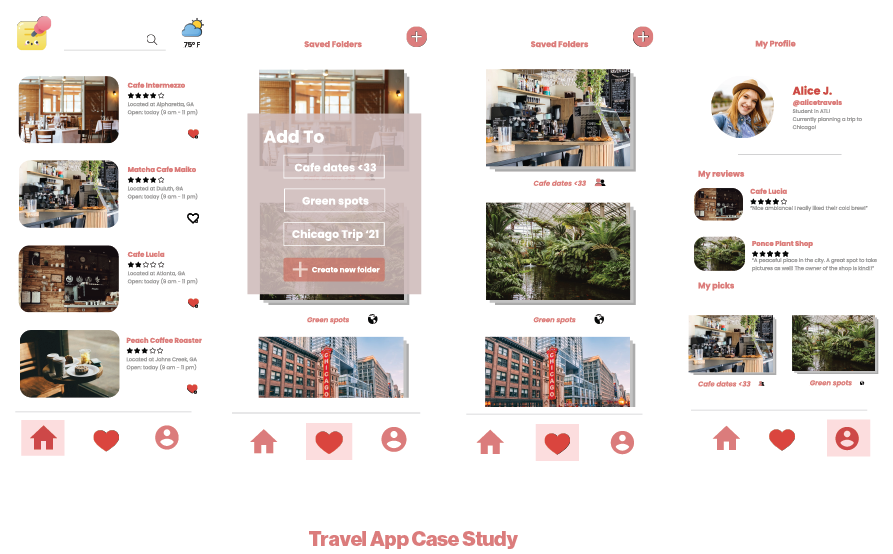 75° F
Cafe Intermezzo
Located at Alpharetta, GA
Open: today (9 am - 11 pm)
Matcha Cafe Maiko
Located at Duluth, GA
Open: today (9 am - 11 pm)
Cafe Lucia
Located at Atlanta, GA
Open: today (9 am - 11 pm)
Peach Coffee Roaster
Located at Johns Creek, GA
Open: today (9 am - 11 pm)
Saved Folders
Add To
Cafe dates <33
Green spots
Chicago Trip '21
Create new folder
Green spots
CHICAGO
Saved Folders
Cafe dates <33
Green spots
CHICAGO
My Profile
Alice J.
@alicetravels
Student in ATL!
Currently planning a trip to
Chicago!
My reviews
Cafe Lucia
"Nice ambiance! I really liked their cold brew!"
Ponce Plant Shop
"A peaceful place in the city. A great spot to take
pictures as well! The owner of the shop is kind!"
My picks
Cafe dates <33
Green spots
Travel App Case Study